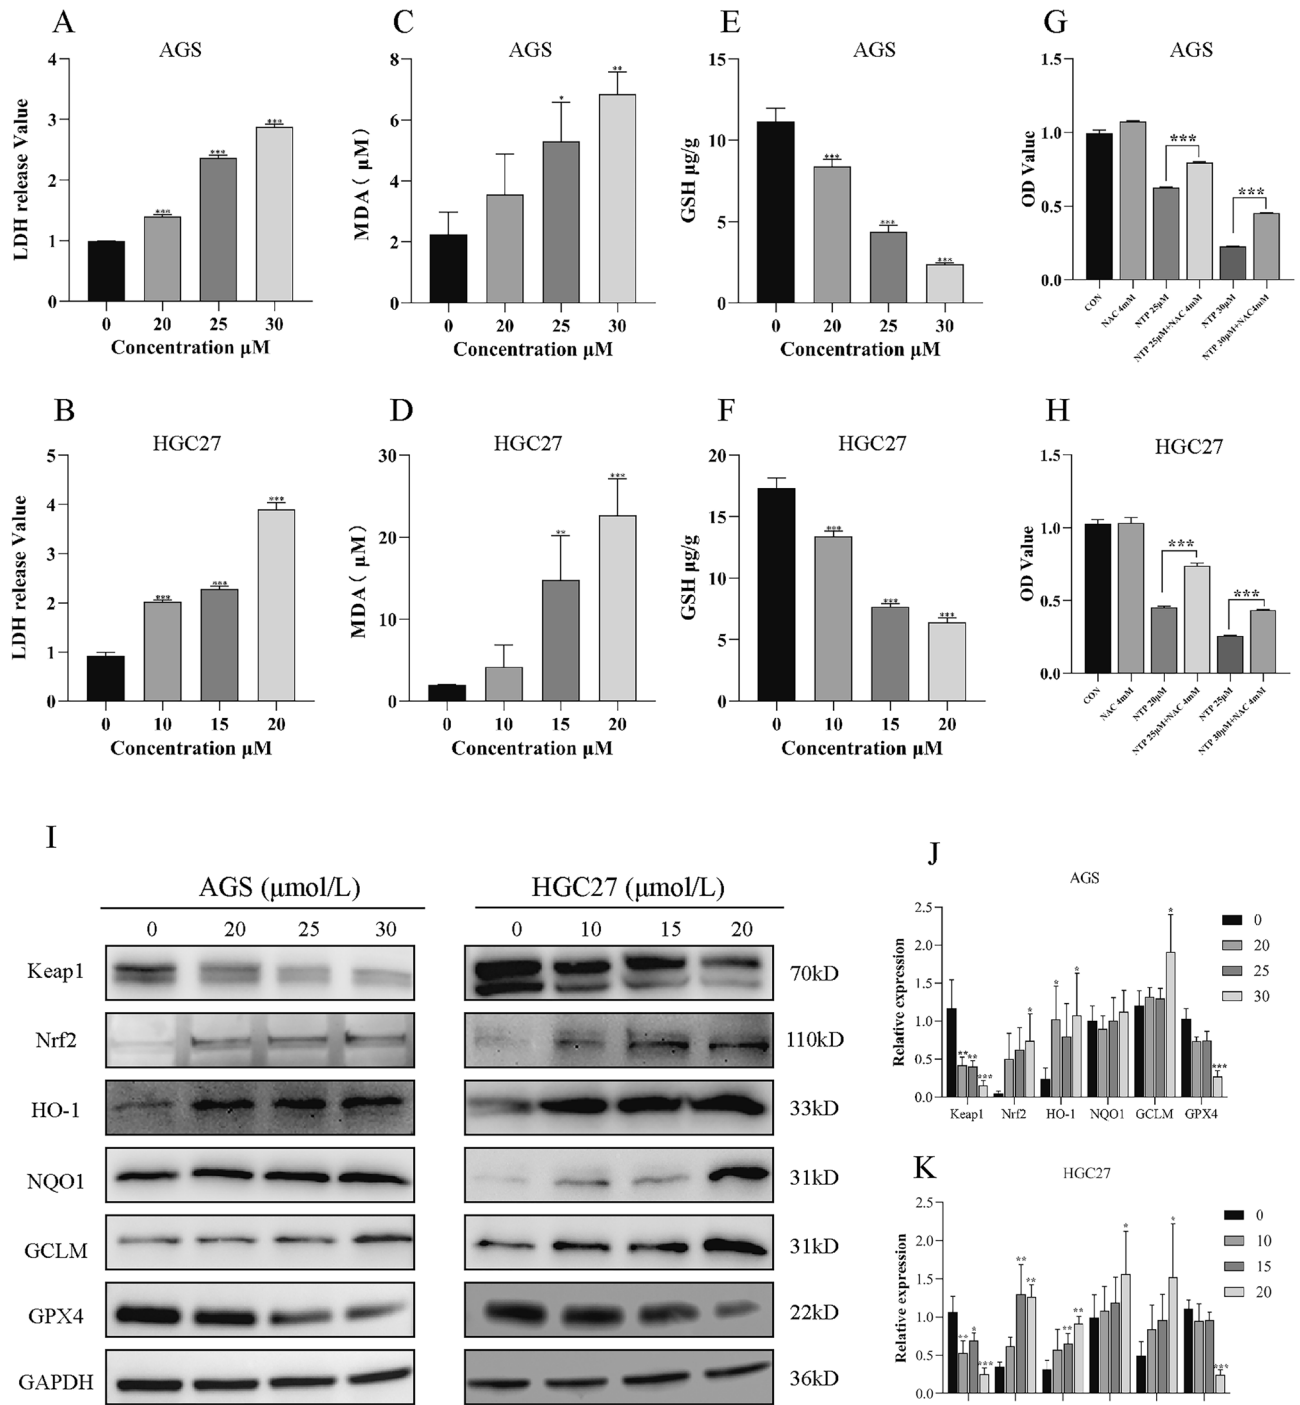 A
AGS
LDH release Value
4
3
2
1
0
***
***
***
0 20 25 30
Concentration μM
C
AGS
MDA（ μM）
8
6
4
2
0
*
**
0 20 25 30
Concentration μM
E
AGS
GSH μg/g
15
10
5
0
***
***
***
0 20 25 30
Concentration μM
G
AGS
OD Value
1.5
1.0
0.5
0.0
***
***
CON
NAC 4mM
NTP 25μM
NTP 25μM+NAC 4mM
NTP 30μM
NTP 30μM+NAC4mM
B
HGC27
LDH release Value
5
4
3
2
1
0
***
***
***
0 10 15 20
Concentration μM
D
HGC27
MDA（ μM）
30
20
10
0
**
***
0 10 15 20
Concentration μM
F
HGC27
GSH μg/g
20
15
10
5
0
***
***
***
0 10 15 20
Concentration μM
H
HGC27
OD Value
1.5
1.0
0.5
0.0
***
***
CON
NAC 4mM
NTP 20μM
NTP 25μM+NAC 4mM
NTP 25μM
NTP 30μM+NAC 4mM
I
AGS (μmol/L) HGC27 (μmol/L)
0 20 25 30 0 10 15 20
Keap1 70kD
Nrf2 110kD
HO-1 33kD
NQO1 31kD
GCLM 31kD
GPX4 22kD
GAPDH 36kD
J
AGS
Relative expression
2.5
2.0
1.5
1.0
0.5
0.0
** ** *** * * * * ***
Keap1 Nrf2 HO-1 NQO1 GCLM GPX4
0
20
25
30
K
HGC27
Relative expression
2.5
2.0
1.5
1.0
0.5
0.0
** * *** ** ** ** ** * * ***
0
10
15
20